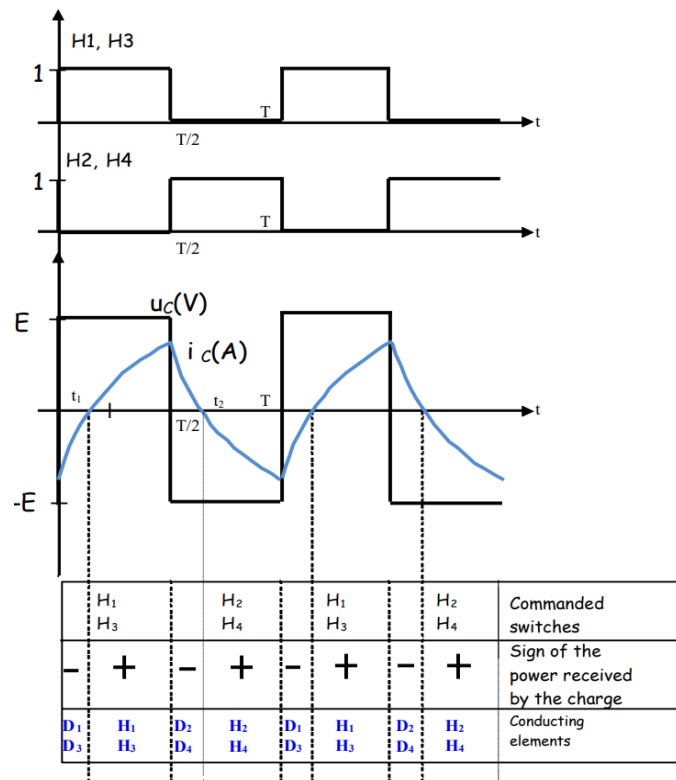 H1, H3
1
T
t
T/2
H2, H4
1
T
t
T/2
uC(V)
E
i C(A)
t1
t2
T
t
T/2
-E
H1 H2 H1 H2 Commanded
H3 H4 H3 H4 switches
Sign of the
- + - + - + - + power received
by the charge
D1 H1 D2 H2 D1 H1 D2 H2 Conducting
D3 H3 D4 H4 D3 H3 D4 H4 elements